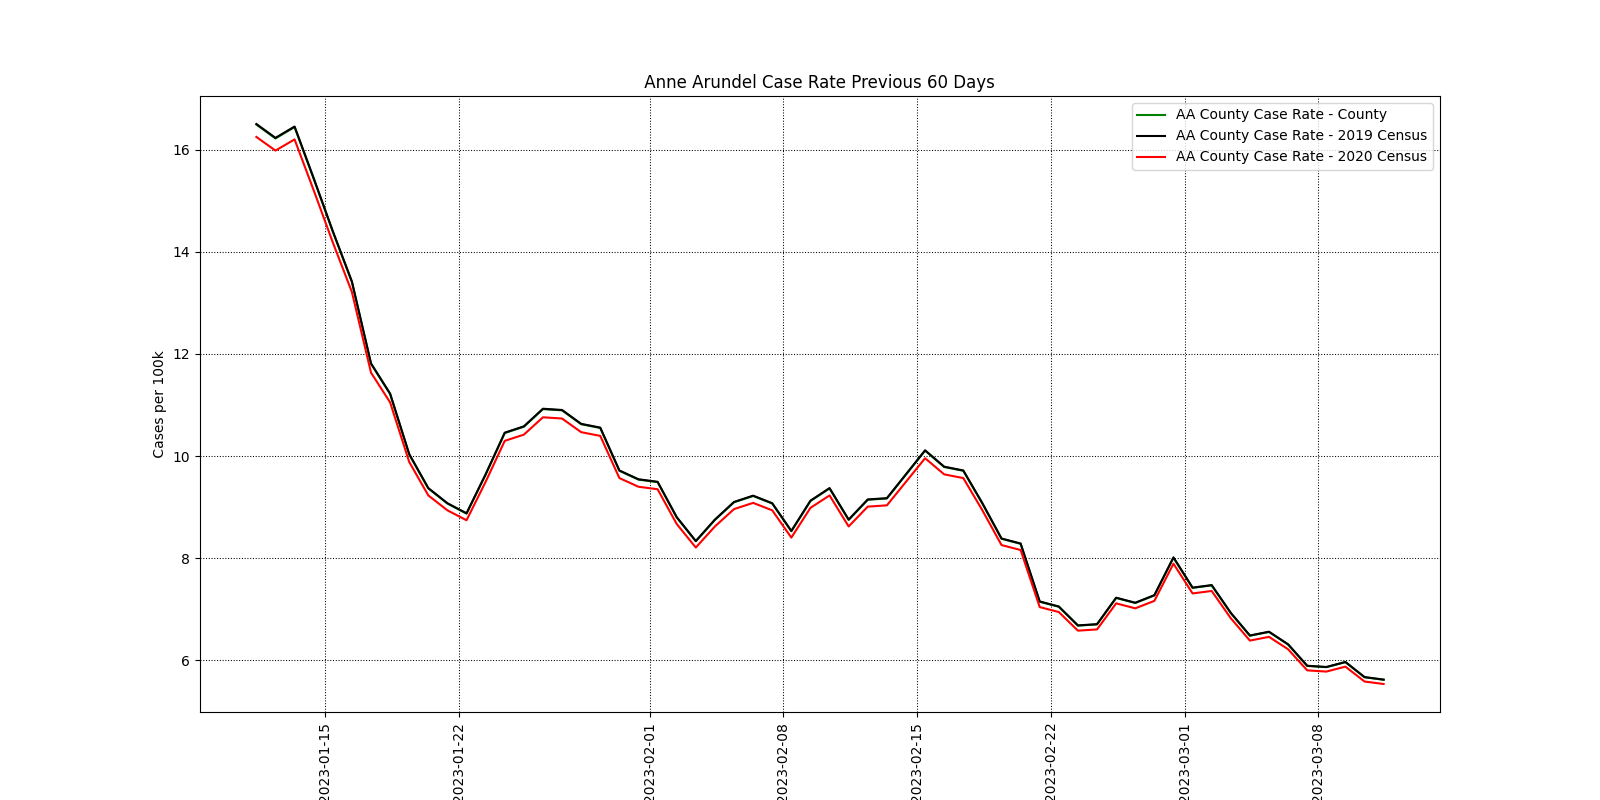 Anne Arundel Case Rate Previous 60 Days
AA County Case Rate - County
AA County Case Rate - 2019 Census
AA County Case Rate - 2020 Census
Cases per 100k
16
14
12
10
8
6
2023-01-15
2023-01-22
2023-02-01
2023-02-08
2023-02-15
2023-02-22
2023-03-01
2023-03-08